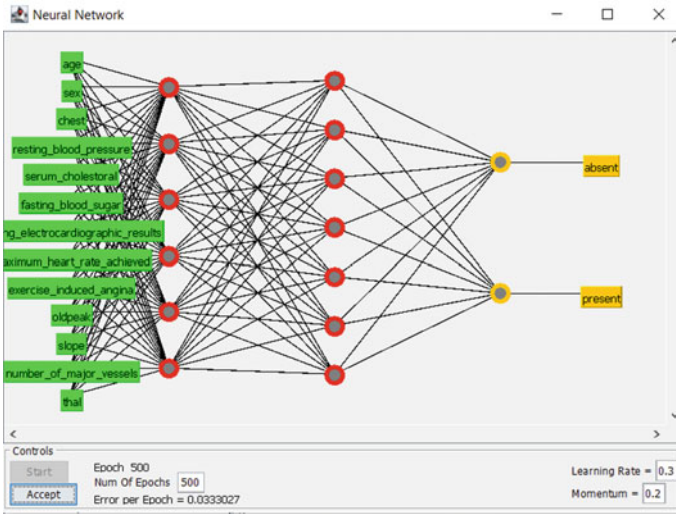 Neural Network
age
sex
chest
resting_blood_pressure
serum_cholestoral
fasting_blood_sugar
ng_electrocardiographic_results
aximum_heart_rate_achieved
exercise_induced_angina
oldpeak
slope
number_of_major_vessels
thal
absent
present
Controls
Start
Accept
Epoch 500
Num Of Epochs 500
Error per Epoch = 0.0333027
Learning Rate = 0.3
Momentum = 0.2